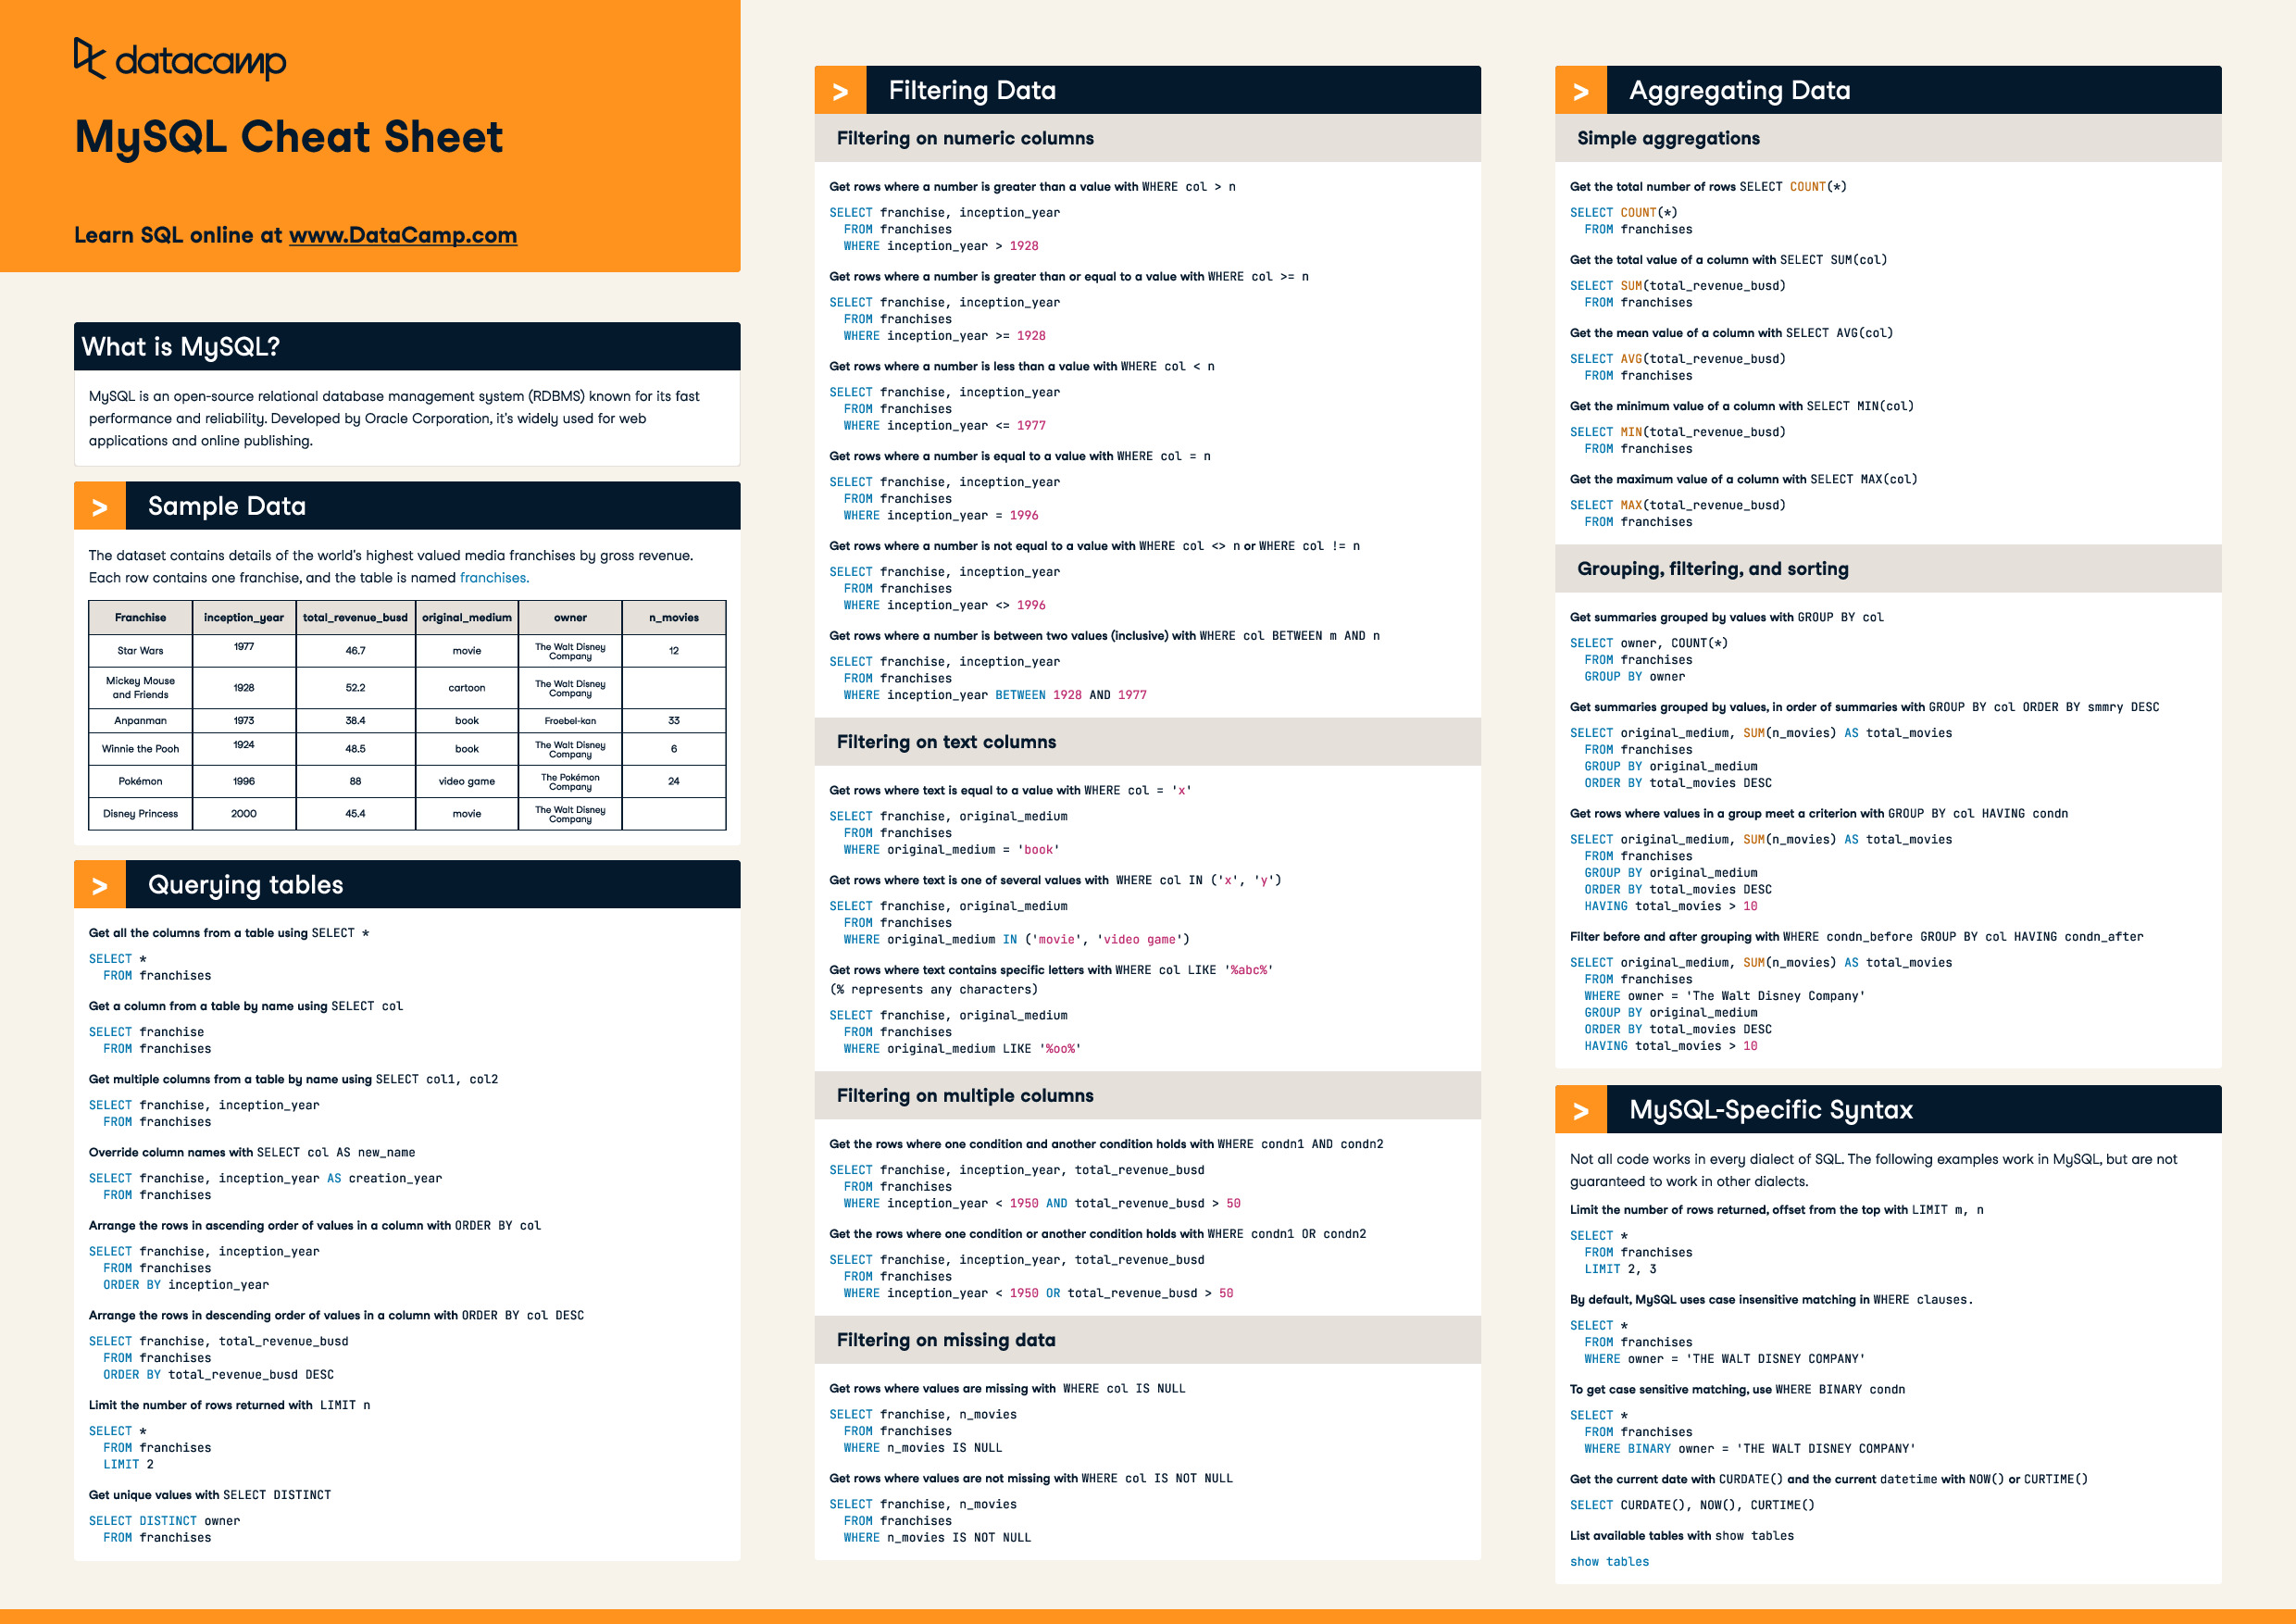 datacamp
MySQL Cheat Sheet
Learn SQL online at www.DataCamp.com
What is MySQL?
MySQL is an open-source relational database management system (RDBMS) known for its fast
performance and reliability. Developed by Oracle Corporation, it's widely used for web
applications and online publishing.
> Sample Data
The dataset contains details of the world's highest valued media franchises by gross revenue.
Each row contains one franchise, and the table is named franchises.
Franchise inception_year total_revenue_busd original_medium owner n_movies
Star Wars 1977 46.7 movie The Walt Disney Company 12
Mickey Mouse and Friends 1928 52.2 cartoon The Walt Disney Company
Anpanman 1973 38.4 book Froebel-kan 33
Winnie the Pooh 1924 48.5 book The Walt Disney Company 6
Pokémon 1996 88 video game The Pokémon Company 24
Disney Princess 2000 45.4 movie The Walt Disney Company
> Querying tables
Get all the columns from a table using SELECT *
SELECT *
FROM franchises
Get a column from a table by name using SELECT col
SELECT franchise
FROM franchises
Get multiple columns from a table by name using SELECT col1, col2
SELECT franchise, inception_year
FROM franchises
Override column names with SELECT col AS new_name
SELECT franchise, inception_year AS creation_year
FROM franchises
Arrange the rows in ascending order of values in a column with ORDER BY col
SELECT franchise, inception_year
FROM franchises
ORDER BY inception_year
Arrange the rows in descending order of values in a column with ORDER BY col DESC
SELECT franchise, total_revenue_busd
FROM franchises
ORDER BY total_revenue_busd DESC
Limit the number of rows returned with LIMIT n
SELECT *
FROM franchises
LIMIT 2
Get unique values with SELECT DISTINCT
SELECT DISTINCT owner
FROM franchises
> Filtering Data
Filtering on numeric columns
Get rows where a number is greater than a value with WHERE col > n
SELECT franchise, inception_year
FROM franchises
WHERE inception_year > 1928
Get rows where a number is greater than or equal to a value with WHERE col >= n
SELECT franchise, inception_year
FROM franchises
WHERE inception_year >= 1928
Get rows where a number is less than a value with WHERE col < n
SELECT franchise, inception_year
FROM franchises
WHERE inception_year <= 1977
Get rows where a number is equal to a value with WHERE col = n
SELECT franchise, inception_year
FROM franchises
WHERE inception_year = 1996
Get rows where a number is not equal to a value with WHERE col <> n or WHERE col != n
SELECT franchise, inception_year
FROM franchises
WHERE inception_year <> 1996
Get rows where a number is between two values (inclusive) with WHERE col BETWEEN m AND n
SELECT franchise, inception_year
FROM franchises
WHERE inception_year BETWEEN 1928 AND 1977
Filtering on text columns
Get rows where text is equal to a value with WHERE col = 'x'
SELECT franchise, original_medium
FROM franchises
WHERE original_medium = 'book'
Get rows where text is one of several values with WHERE col IN ('x', 'y')
SELECT franchise, original_medium
FROM franchises
WHERE original_medium IN ('movie', 'video game')
Get rows where text contains specific letters with WHERE col LIKE '%abc%'
(% represents any characters)
SELECT franchise, original_medium
FROM franchises
WHERE original_medium LIKE '%oo%'
Filtering on multiple columns
Get the rows where one condition and another condition holds with WHERE condn1 AND condn2
SELECT franchise, inception_year, total_revenue_busd
FROM franchises
WHERE inception_year < 1950 AND total_revenue_busd > 50
Get the rows where one condition or another condition holds with WHERE condn1 OR condn2
SELECT franchise, inception_year, total_revenue_busd
FROM franchises
WHERE inception_year < 1950 OR total_revenue_busd > 50
Filtering on missing data
Get rows where values are missing with WHERE col IS NULL
SELECT franchise, n_movies
FROM franchises
WHERE n_movies IS NULL
Get rows where values are not missing with WHERE col IS NOT NULL
SELECT franchise, n_movies
FROM franchises
WHERE n_movies IS NOT NULL
> Aggregating Data
Simple aggregations
Get the total number of rows SELECT COUNT(*)
SELECT COUNT(*)
FROM franchises
Get the total value of a column with SELECT SUM(col)
SELECT SUM(total_revenue_busd)
FROM franchises
Get the mean value of a column with SELECT AVG(col)
SELECT AVG(total_revenue_busd)
FROM franchises
Get the minimum value of a column with SELECT MIN(col)
SELECT MIN(total_revenue_busd)
FROM franchises
Get the maximum value of a column with SELECT MAX(col)
SELECT MAX(total_revenue_busd)
FROM franchises
Grouping, filtering, and sorting
Get summaries grouped by values with GROUP BY col
SELECT owner, COUNT(*)
FROM franchises
GROUP BY owner
Get summaries grouped by values, in order of summaries with GROUP BY col ORDER BY smmry DESC
SELECT original_medium, SUM(n_movies) AS total_movies
FROM franchises
GROUP BY original_medium
ORDER BY total_movies DESC
Get rows where values in a group meet a criterion with GROUP BY col HAVING condn
SELECT original_medium, SUM(n_movies) AS total_movies
FROM franchises
GROUP BY original_medium
ORDER BY total_movies DESC
HAVING total_movies > 10
Filter before and after grouping with WHERE condn_before GROUP BY col HAVING condn_after
SELECT original_medium, SUM(n_movies) AS total_movies
FROM franchises
WHERE owner = 'The Walt Disney Company'
GROUP BY original_medium
ORDER BY total_movies DESC
HAVING total_movies > 10
> MySQL-Specific Syntax
Not all code works in every dialect of SQL. The following examples work in MySQL, but are not
guaranteed to work in other dialects.
Limit the number of rows returned, offset from the top with LIMIT m, n
SELECT *
FROM franchises
LIMIT 2, 3
By default, MySQL uses case insensitive matching in WHERE clauses.
SELECT *
FROM franchises
WHERE owner = 'THE WALT DISNEY COMPANY'
To get case sensitive matching, use WHERE BINARY condn
SELECT *
FROM franchises
WHERE BINARY owner = 'THE WALT DISNEY COMPANY'
Get the current date with CURDATE() and the current datetime with NOW() or CURTIME()
SELECT CURDATE(), NOW(), CURTIME()
List available tables with show tables
show tables